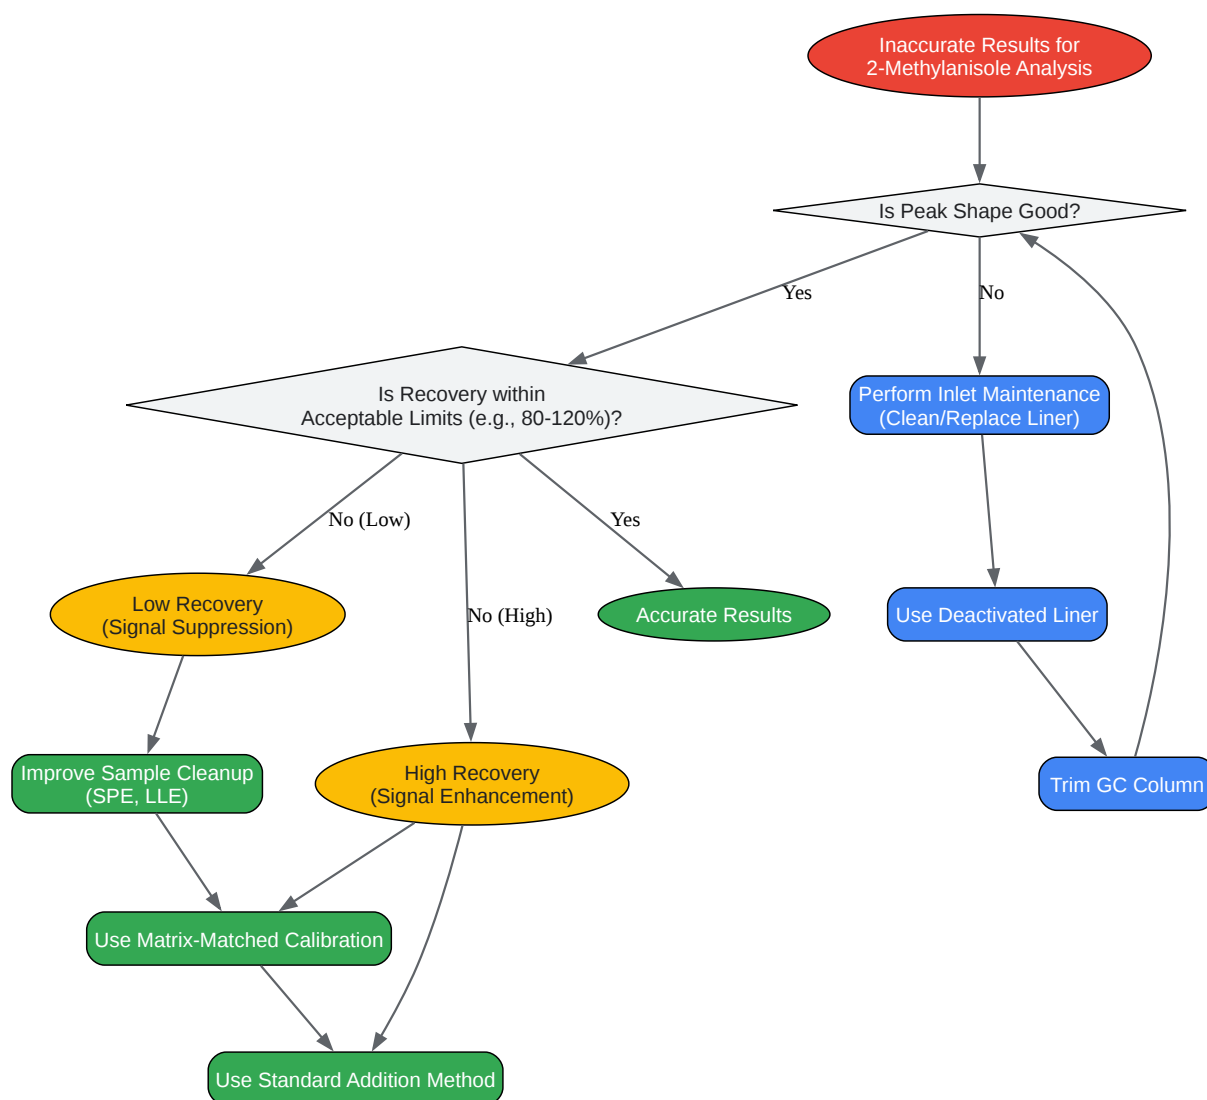 Inaccurate Results for
2-Methylanisole Analysis
Is Peak Shape Good?
Yes
No
Is Recovery within
Acceptable Limits (e.g., 80-120%)?
Perform Inlet Maintenance
(Clean/Replace Liner)
No (Low)
Yes
No (High)
Low Recovery
(Signal Suppression)
Accurate Results
Use Deactivated Liner
Improve Sample Cleanup
(SPE, LLE)
High Recovery
(Signal Enhancement)
Trim GC Column
Use Matrix-Matched Calibration
Use Standard Addition Method